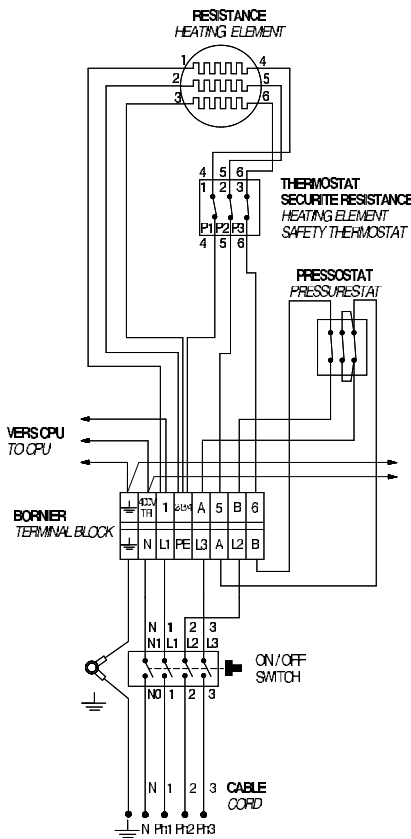 RESISTANCE
HEATING ELEMENT
1 4
2 5
3 6
4 5 6
1 2 3
P1 P2 P3
4 5 6
THERMOSTAT
SECURITE RESISTANCE
HEATING ELEMENT
SAFETY THERMOSTAT
PRESSOSTAT
PRESSURESTAT
VERS CPU
TO CPU
BORNIER
TERMINAL BLOCK
400V
TRI 1 A 5 B 6
N L1 PE L3 A L2 B
N 1 2 3
N1 L1 L2 L3
ON / OFF
SWITCH
N0 1 2 3
N 1 2 3
CABLE
CORD
N Ph1 Ph2 Ph3